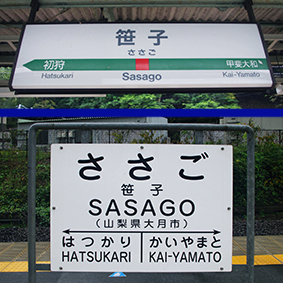 笹子
ささご
初狩 甲斐大和
Hatsukari Sasago Kai-Yamato
ささご
笹子
SASAGO
(山梨県大月市)
はつかり かいやまと
HATSUKARI KAI-YAMATO